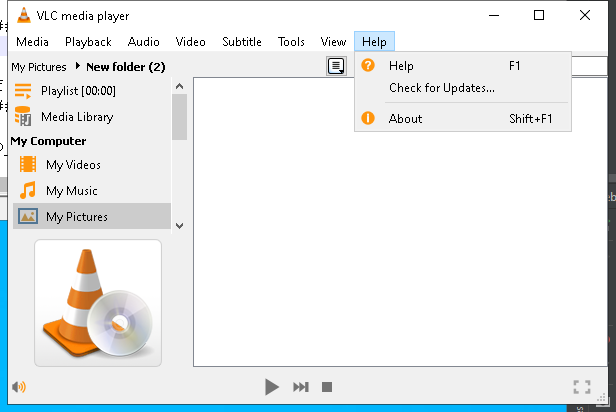 VLC media player
Media Playback Audio Video Subtitle Tools View Help
My Pictures New folder (2)
Help F1
Check for Updates...
About Shift+F1
Playlist [00:00]
Media Library
My Computer
My Videos
My Music
My Pictures